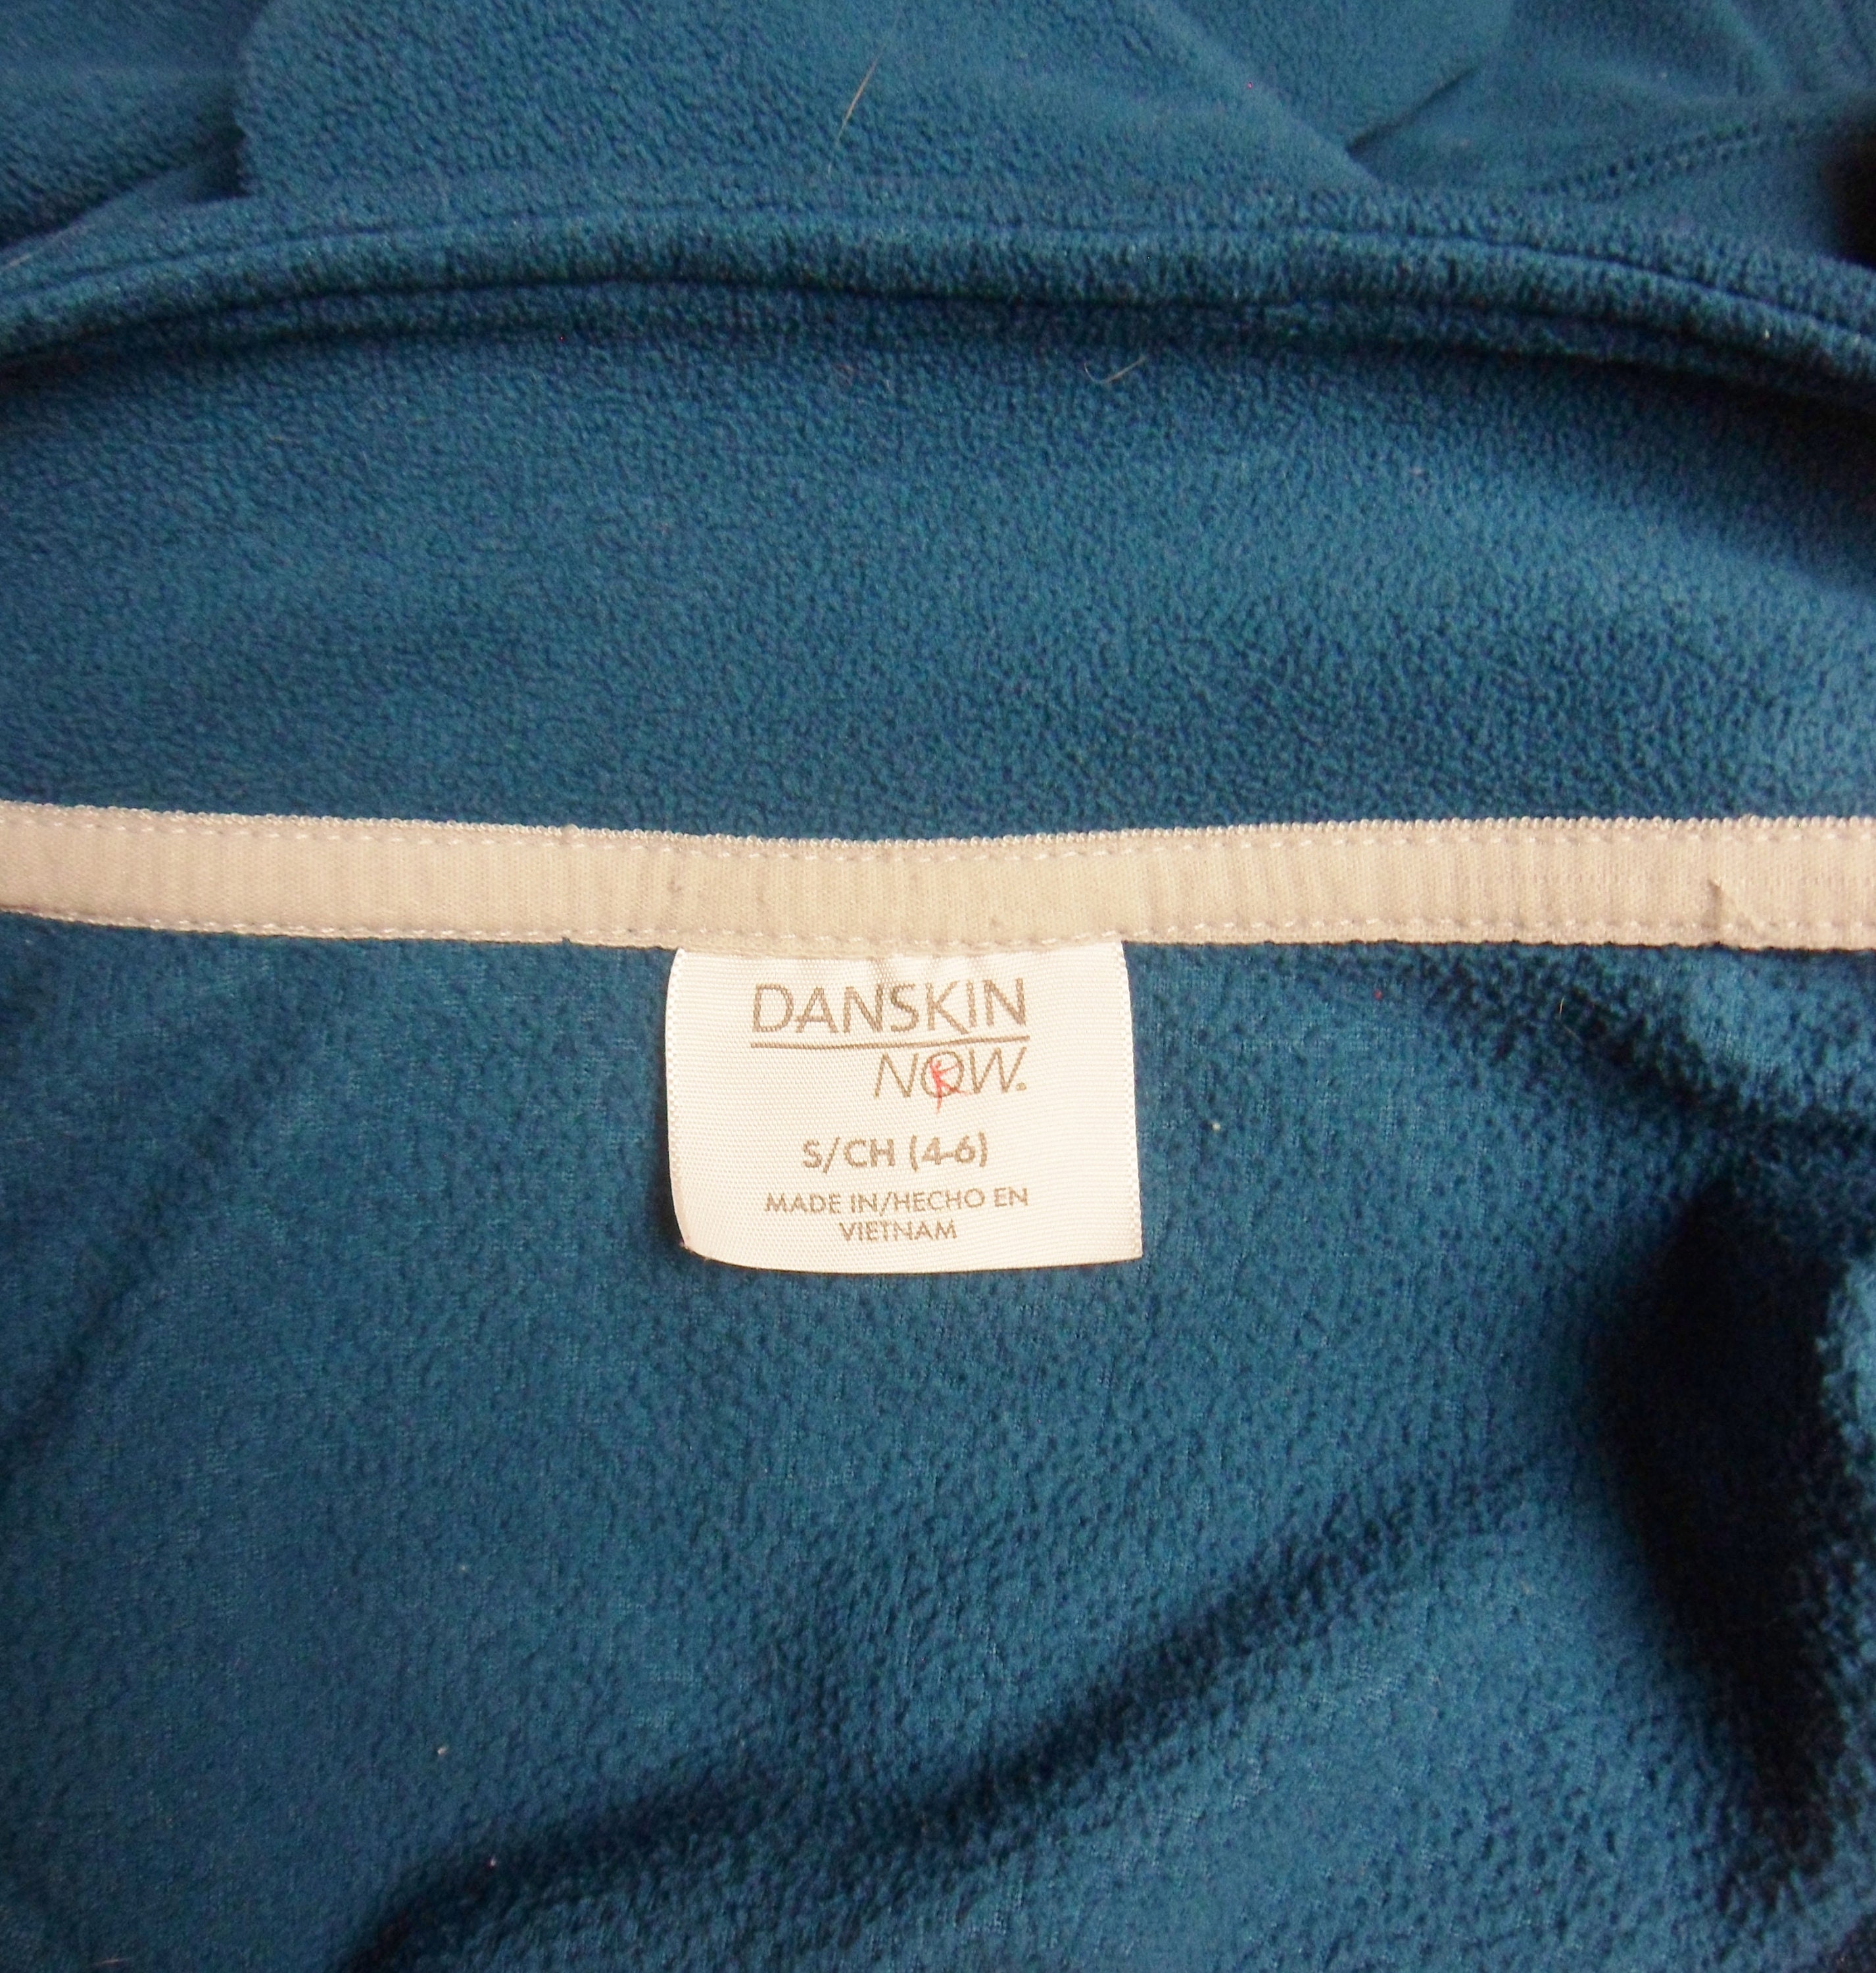 DANSKIN
NOW.
S/CH (4-6)
MADE IN/HECHO EN
VIETNAM